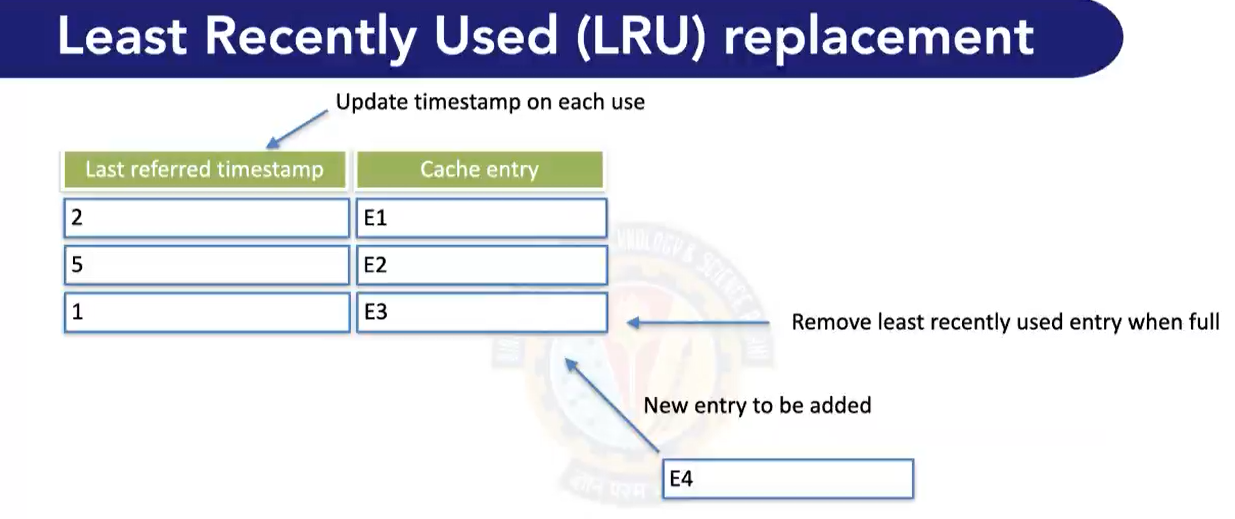 Least Recently Used (LRU) replacement
Update timestamp on each use
Last referred timestamp Cache entry
2 E1
5 E2
1 E3
Remove least recently used entry when full
New entry to be added
E4